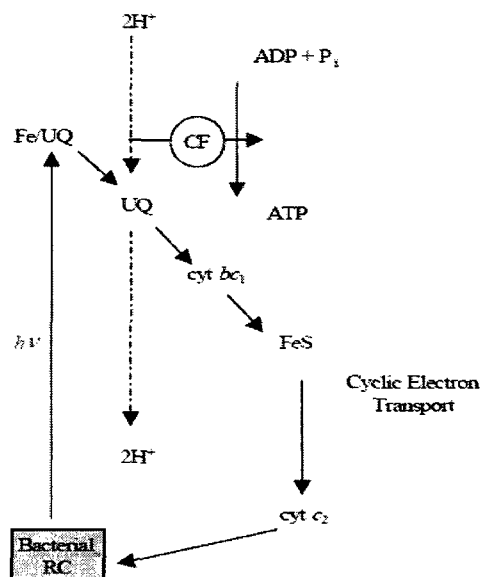 2H⁺
ADP + Pᵢ
Fe/UQ
CF
UQ
ATP
cyt bc₁
hν
FeS
Cyclic Electron
Transport
2H⁺
cyt c₂
Bacterial
RC